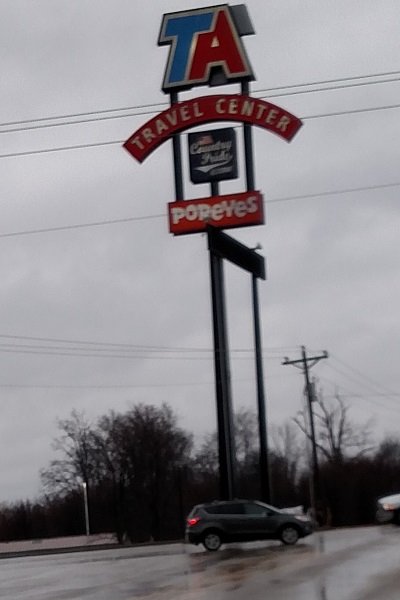 TA
TRAVEL CENTER
Country
Pride
POPEYES